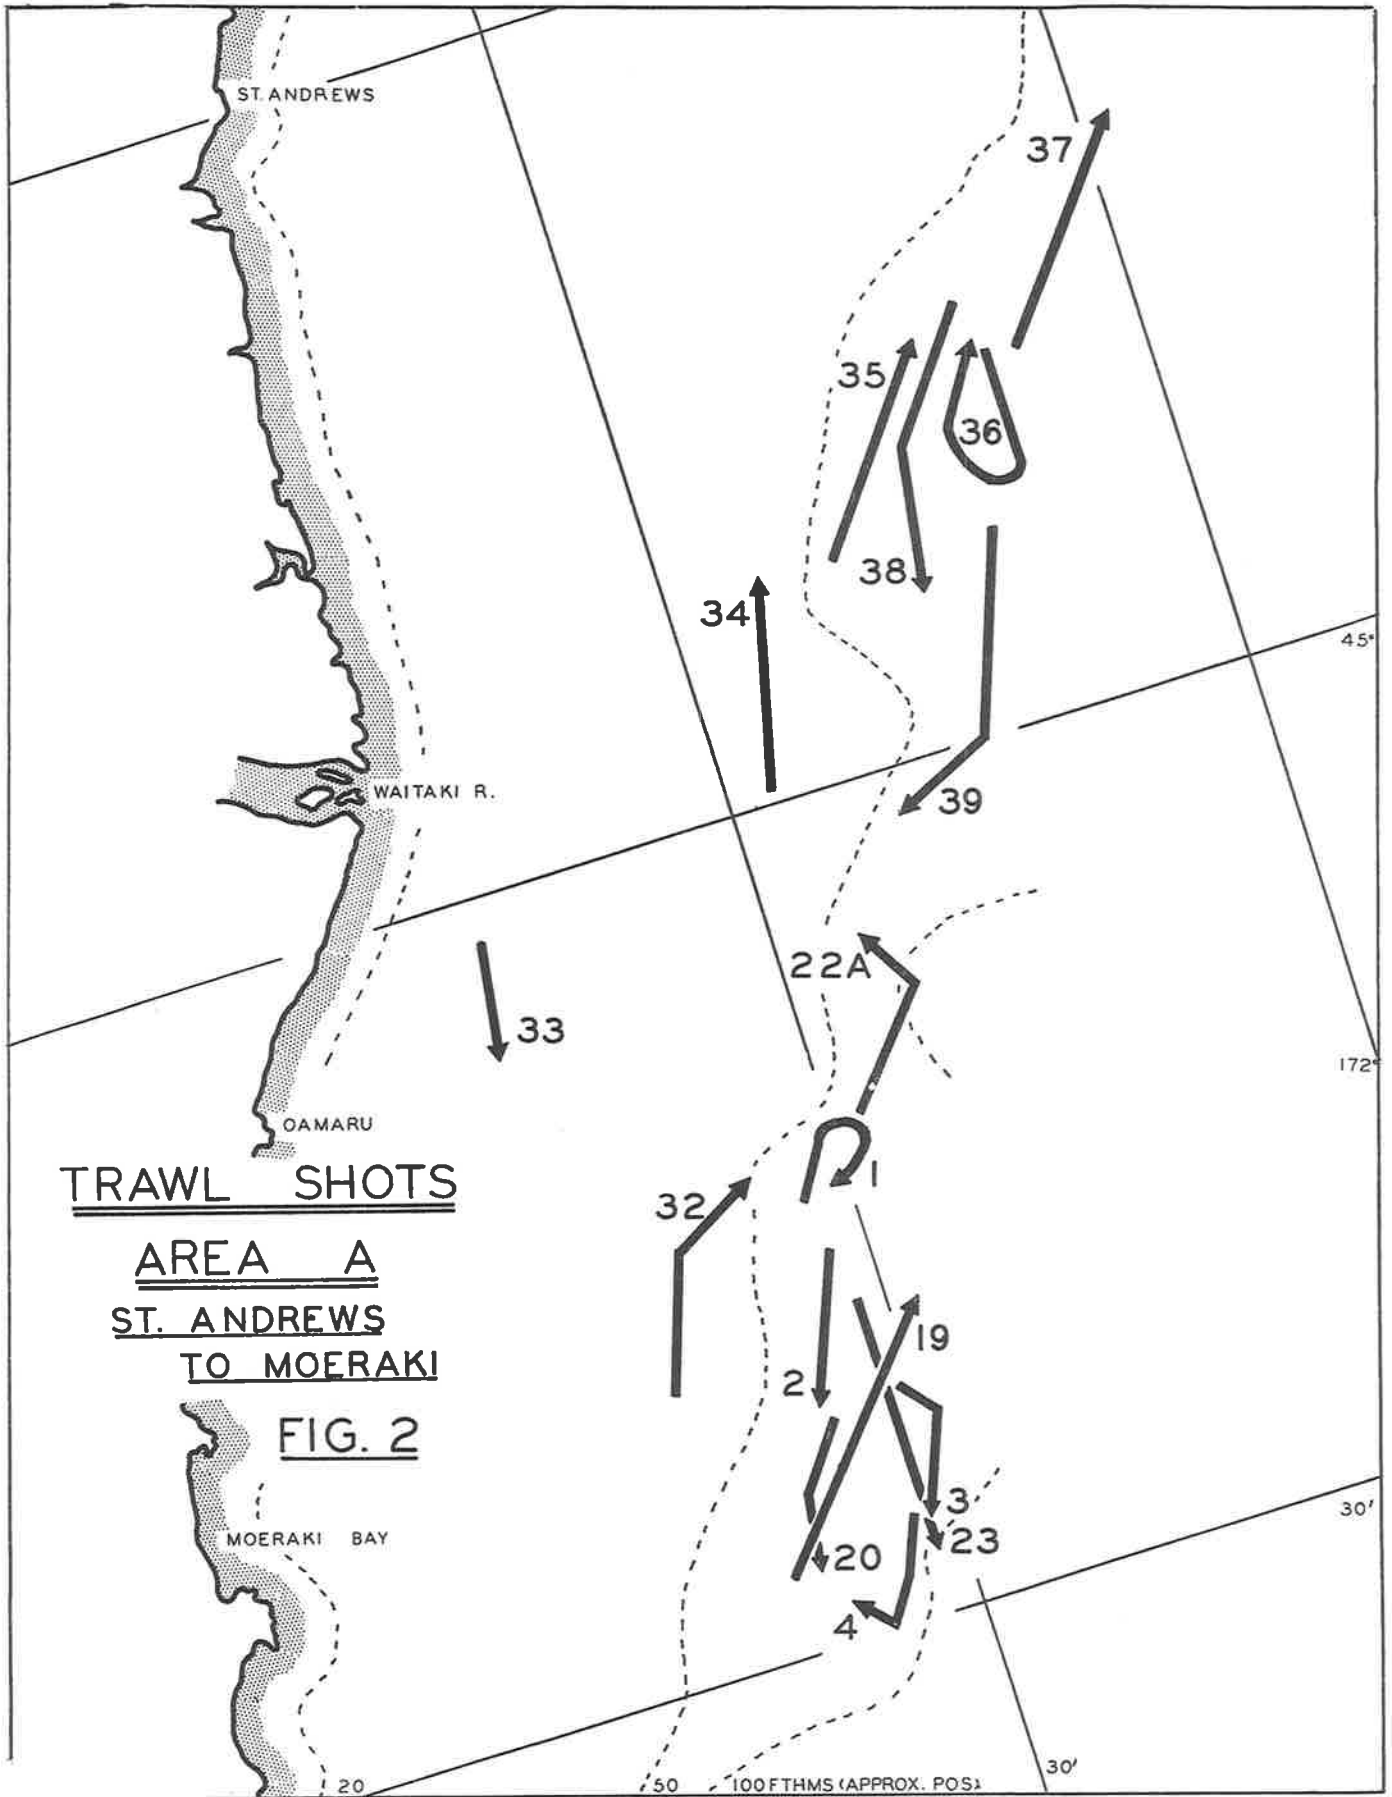 ST. ANDREWS
37
35
36
38
34
45°
WAITAKI R.
39
22A
33
172°
OAMARU
1
TRAWL SHOTS
32
AREA A
ST. ANDREWS
19
TO MOERAKI
2
FIG. 2
3
30'
MOERAKI BAY
23
20
4
30'
20
50
100 FTHMS (APPROX. POS)